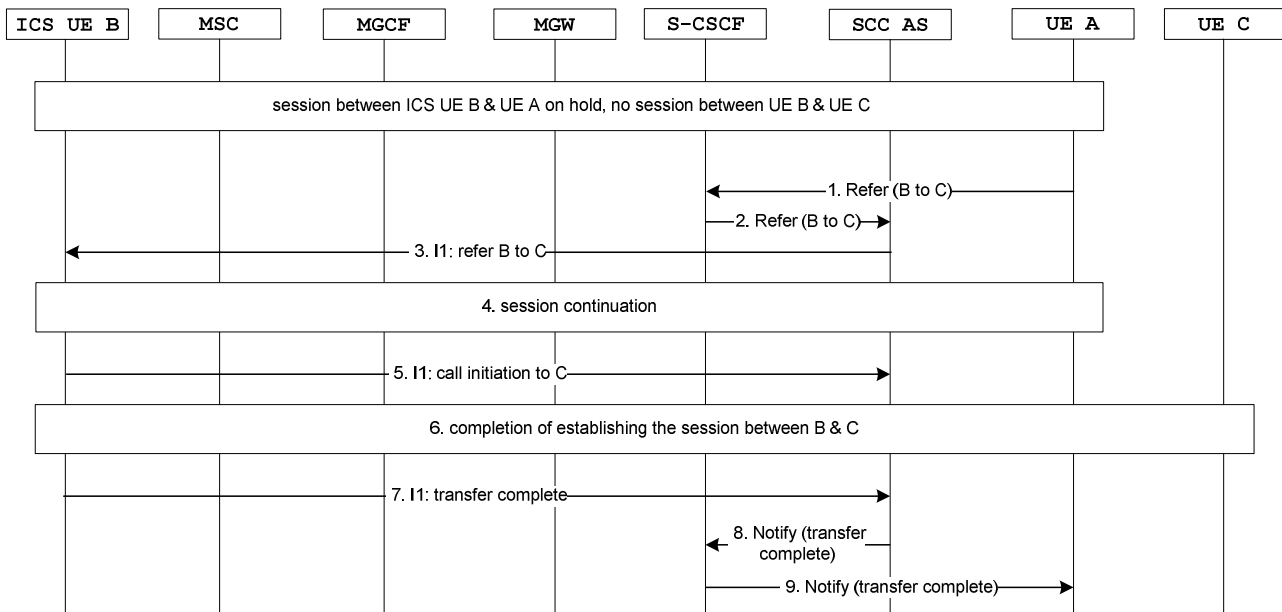 ICS UE B
MSC
MGCF
MGW
S-CSCF
SCC AS
UE A
UE C
session between ICS UE B & UE A on hold, no session between UE B & UE C
1. Refer (B to C)
2. Refer (B to C)
3. I1: refer B to C
4. session continuation
5. I1: call initiation to C
6. completion of establishing the session between B & C
7. I1: transfer complete
8. Notify (transfer
complete)
9. Notify (transfer complete)